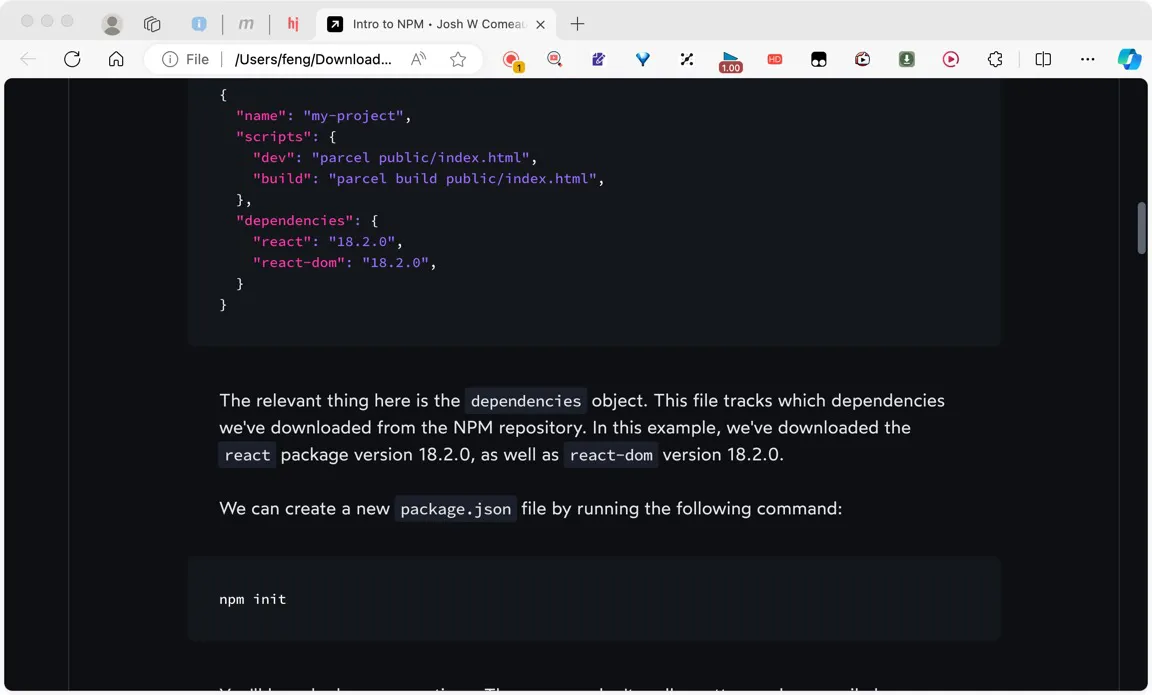 m
hj
Intro to NPM • Josh W Comeau
File
/Users/feng/Download...
1
1.00
HD
{
"name": "my-project",
"scripts": {
"dev": "parcel public/index.html",
"build": "parcel build public/index.html",
},
"dependencies": {
"react": "18.2.0",
"react-dom": "18.2.0",
}
}
The relevant thing here is the dependencies object. This file tracks which dependencies
we've downloaded from the NPM repository. In this example, we've downloaded the
react package version 18.2.0, as well as react-dom version 18.2.0.
We can create a new package.json file by running the following command:
npm init